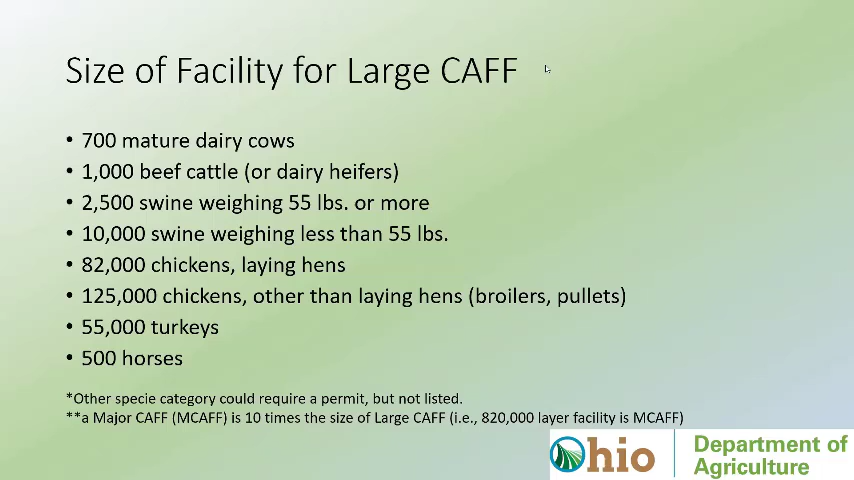 Size of Facility for Large CAFF
• 700 mature dairy cows
• 1,000 beef cattle (or dairy heifers)
• 2,500 swine weighing 55 lbs. or more
• 10,000 swine weighing less than 55 lbs.
• 82,000 chickens, laying hens
• 125,000 chickens, other than laying hens (broilers, pullets)
• 55,000 turkeys
• 500 horses
*Other specie category could require a permit, but not listed.
**a Major CAFF (MCAFF) is 10 times the size of Large CAFF (i.e., 820,000 layer facility is MCAFF)
Ohio
Department of
Agriculture